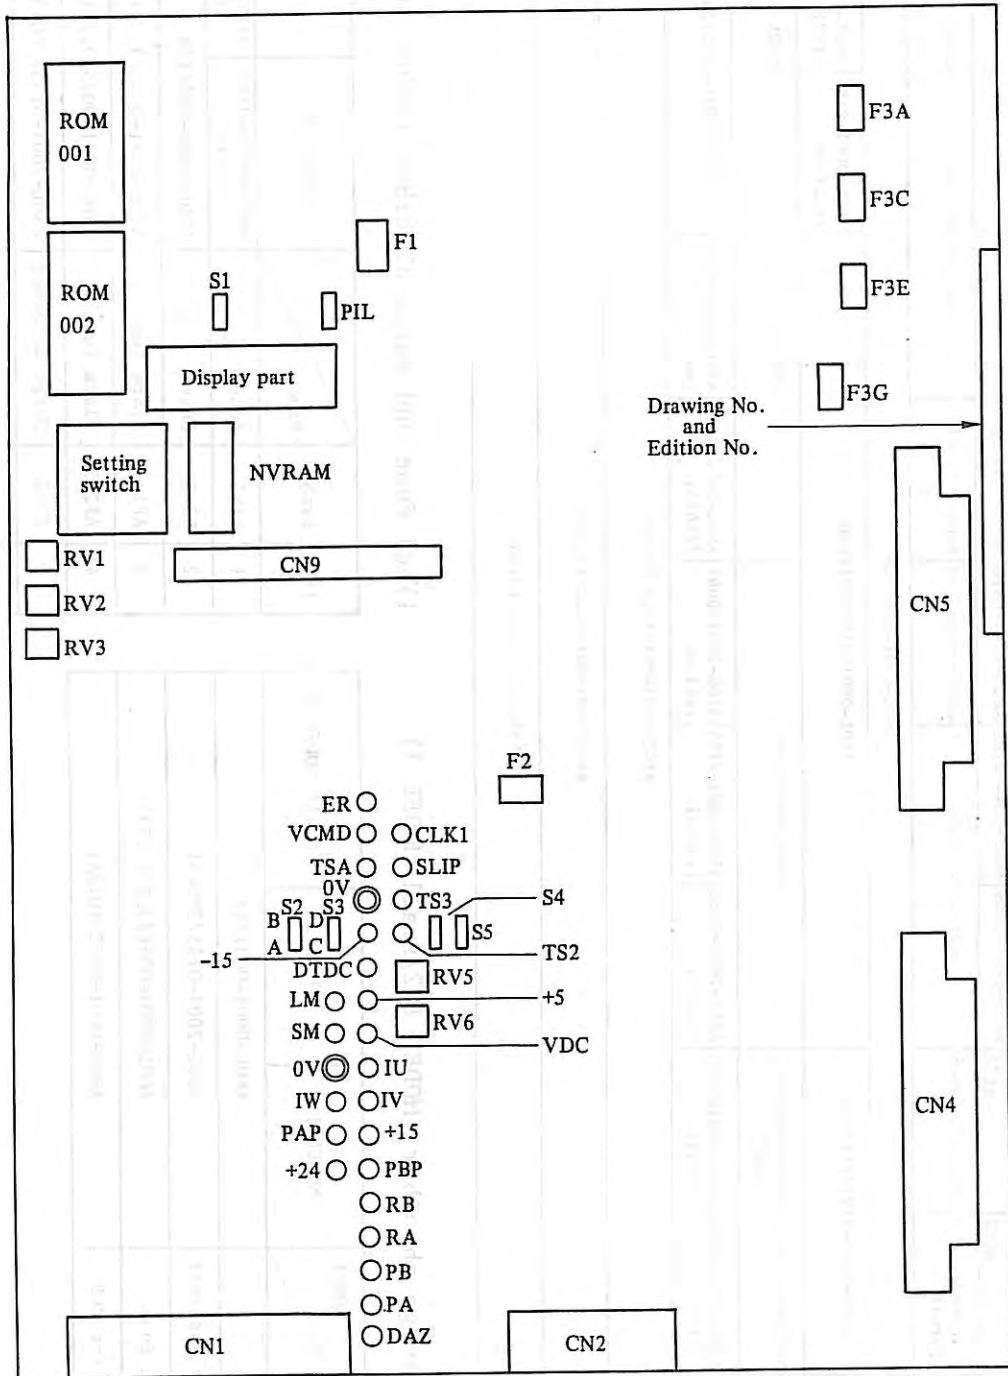 ROM
001
F3A
F3C
F1
ROM
002
S1
PIL
F3E
Display part
F3G
Drawing No.
and
Edition No.
Setting
switch
NVRAM
RV1
CN9
RV2
RV3
CN5
F2
ER
VCMD
CLK1
TSA
SLIP
0V
TS3
S4
B S2 D S3
A C
S5
-15
TS2
DTDC
RV5
LM
+5
SM
RV6
VDC
0V
IU
IW
IV
PAP
+15
+24
PBP
RB
RA
PB
PA
DAZ
CN4
CN1
CN2